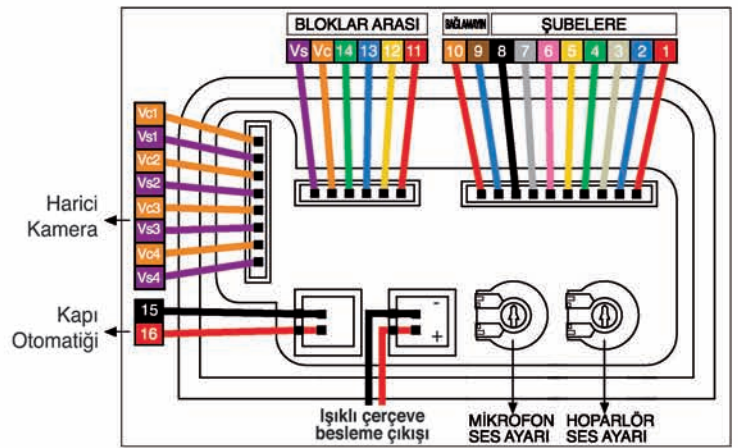 BLOKLAR ARASI
BAĞLAMAYIN
ŞUBELERE
Vs Vc 14 13 12 11
10 9 8 7 6 5 4 3 2 1
Vc1
Vs1
Vc2
Vs2
Vc3
Vs3
Vc4
Vs4
Harici
Kamera
15
16
Kapı
Otomatiği
-
+
Işıklı çerçeve
besleme çıkışı
MİKROFON
SES AYARI
HOPARLÖR
SES AYARI